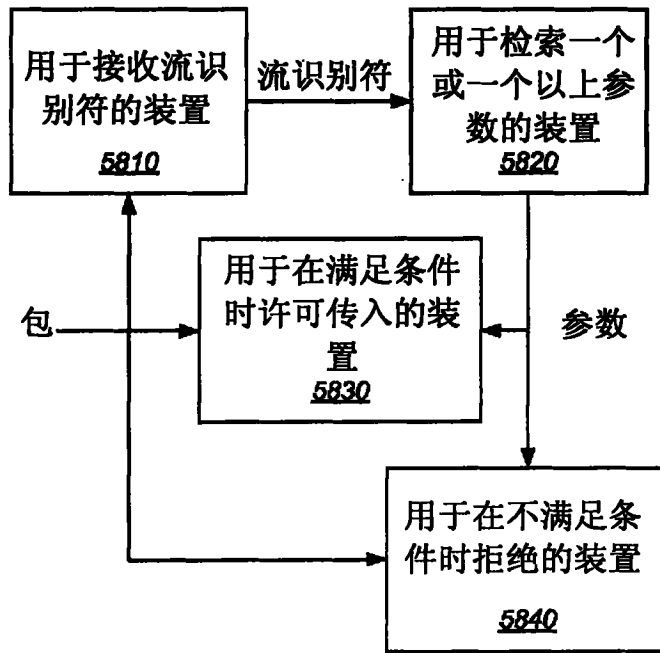 用于接收流识
别符的装置
5810
流识别符
用于检索一个
或一个以上参
数的装置
5820
包
用于在满足条件
时许可传入的装
置
5830
参数
用于在不满足条
件时拒绝的装置
5840